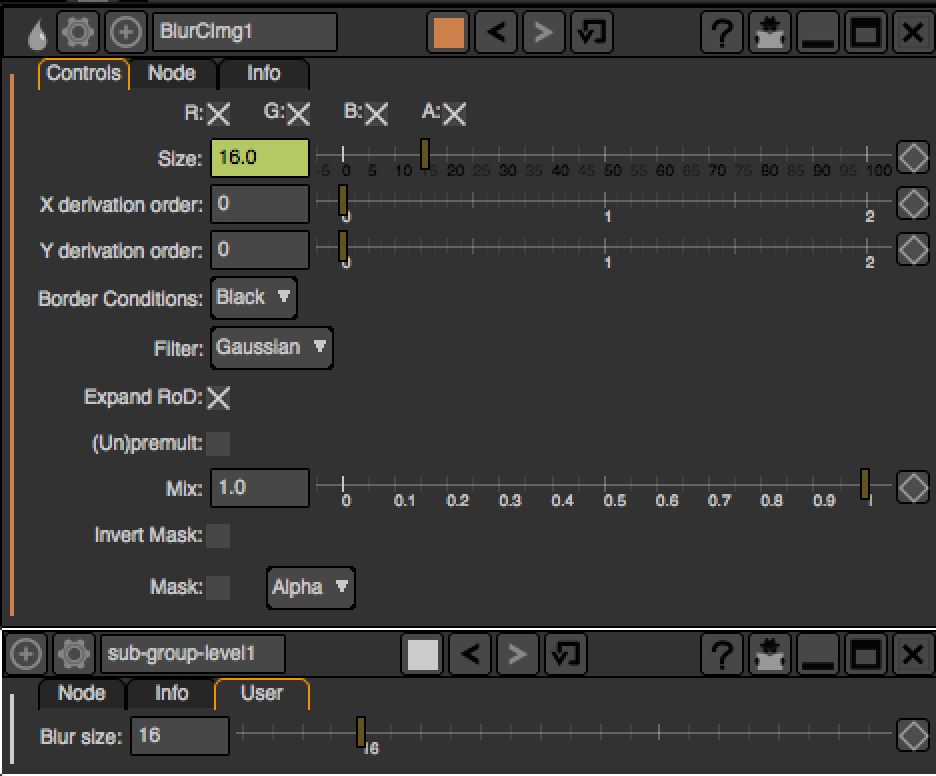 BlurCImg1 < > ?
Controls Node Info
R: G: B: A:
Size: 16.0
-5 0 5 10 15 20 25 30 35 40 45 50 55 60 65 70 75 80 85 90 95 100
X derivation order: 0
0 1 2
Y derivation order: 0
0 1 2
Border Conditions: Black
Filter: Gaussian
Expand RoD:
(Un)premult:
Mix: 1.0
0 0.1 0.2 0.3 0.4 0.5 0.6 0.7 0.8 0.9 1
Invert Mask:
Mask: Alpha
sub-group-level1 < > ?
Node Info User
Blur size: 16
16